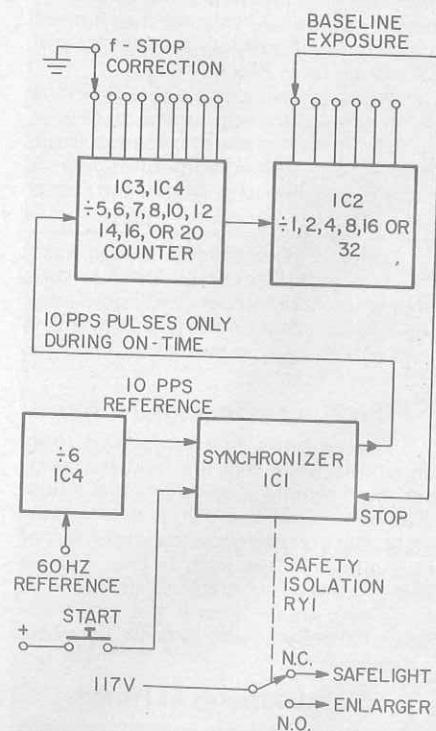 f - STOP
CORRECTION
BASELINE
EXPOSURE
IC3, IC4
÷5,6,7,8,10, 12
14,16, OR 20
COUNTER
IC2
÷1, 2, 4, 8, 16 OR
32
10 PPS PULSES ONLY
DURING ON-TIME
10 PPS
REFERENCE
÷6
IC4
SYNCHRONIZER
IC1
STOP
60 HZ
REFERENCE
START
+
SAFETY
ISOLATION
RY1
117V
N.C.
SAFELIGHT
ENLARGER
N.O.